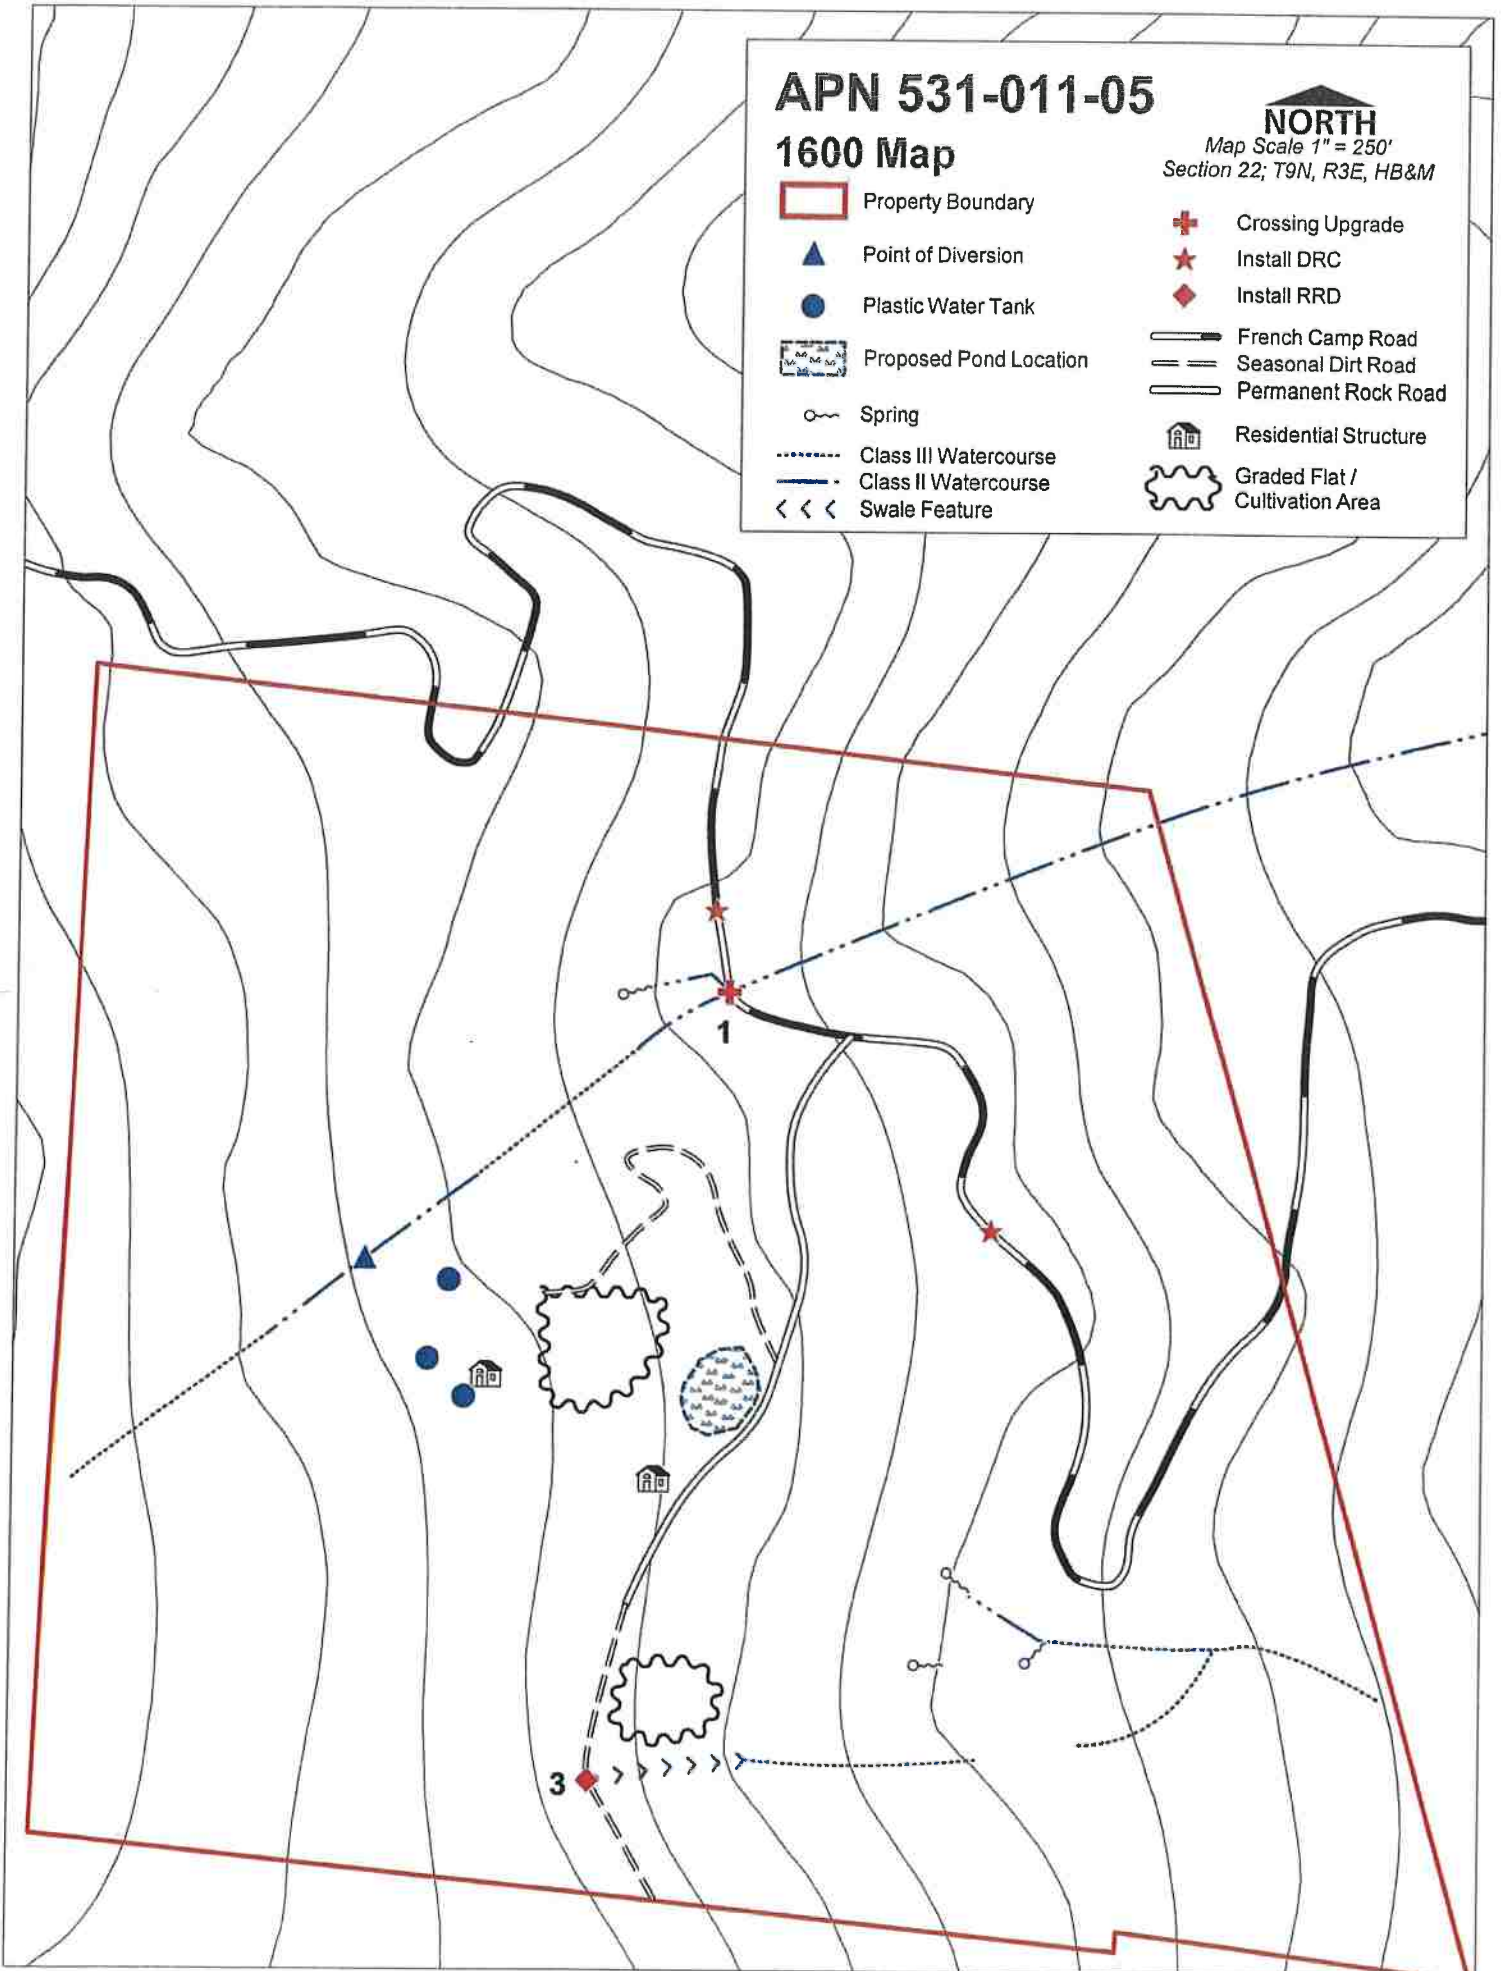 APN 531-011-05
1600 Map
NORTH
Map Scale 1" = 250'
Section 22; T9N, R3E, HB&M
Property Boundary
Point of Diversion
Plastic Water Tank
Proposed Pond Location
Spring
Class III Watercourse
Class II Watercourse
Swale Feature
Crossing Upgrade
Install DRC
Install RRD
French Camp Road
Seasonal Dirt Road
Permanent Rock Road
Residential Structure
Graded Flat /
Cultivation Area
1
3